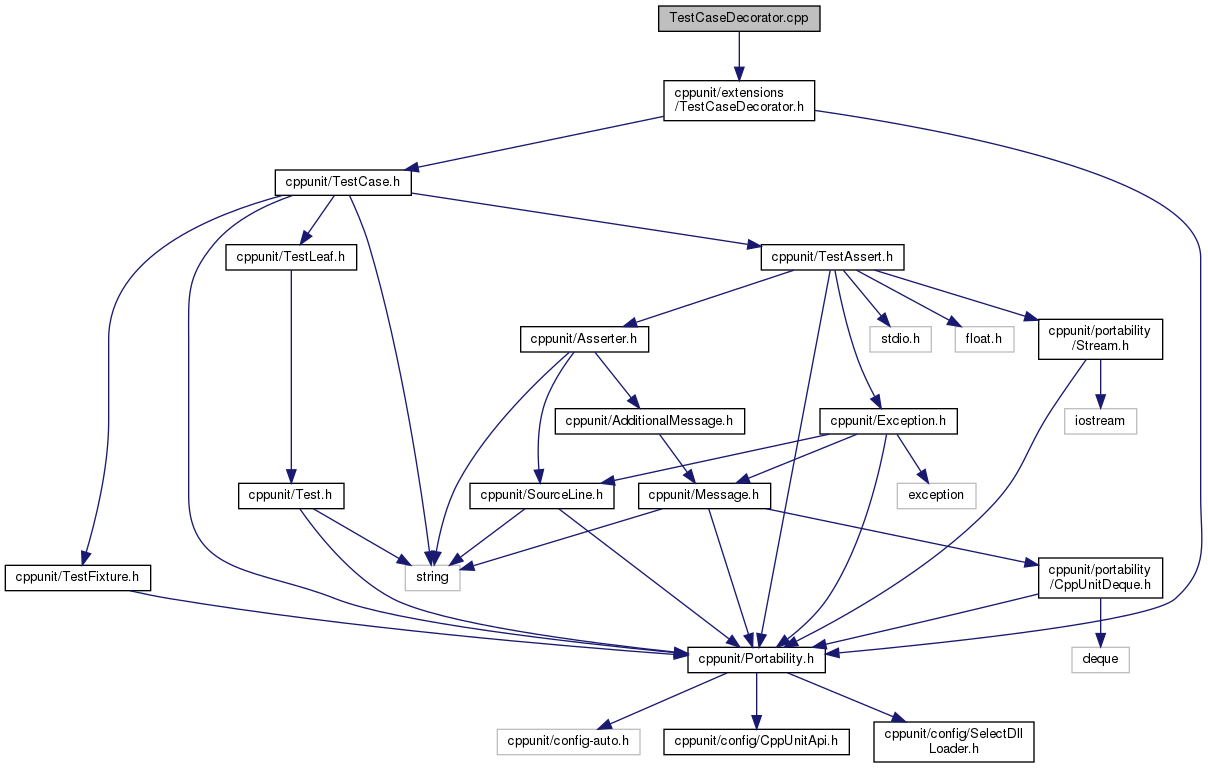 TestCaseDecorator.cpp
cppunit/extensions
/TestCaseDecorator.h
cppunit/TestCase.h
cppunit/TestLeaf.h
cppunit/TestAssert.h
cppunit/Asserter.h
stdio.h
float.h
cppunit/portability
/Stream.h
cppunit/AdditionalMessage.h
cppunit/Exception.h
iostream
cppunit/Test.h
cppunit/SourceLine.h
cppunit/Message.h
exception
cppunit/TestFixture.h
string
cppunit/portability
/CppUnitDeque.h
cppunit/Portability.h
deque
cppunit/config-auto.h
cppunit/config/CppUnitApi.h
cppunit/config/SelectDll
Loader.h